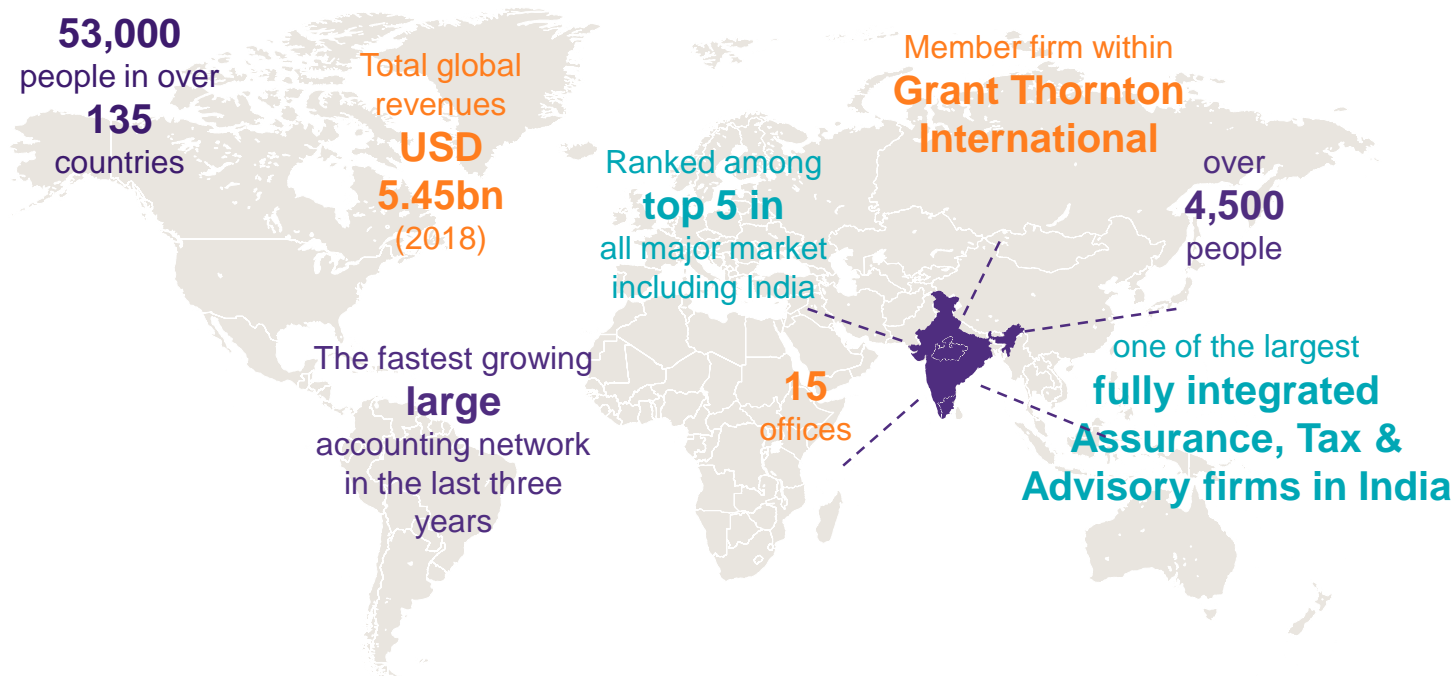 53,000
people in over
135
countries
Total global
revenues
USD
5.45bn
(2018)
Member firm within
Grant Thornton
International
Ranked among
top 5 in
all major market
including India
over
4,500
people
The fastest growing
large
accounting network
in the last three
years
15
offices
one of the largest
fully integrated
Assurance, Tax &
Advisory firms in India